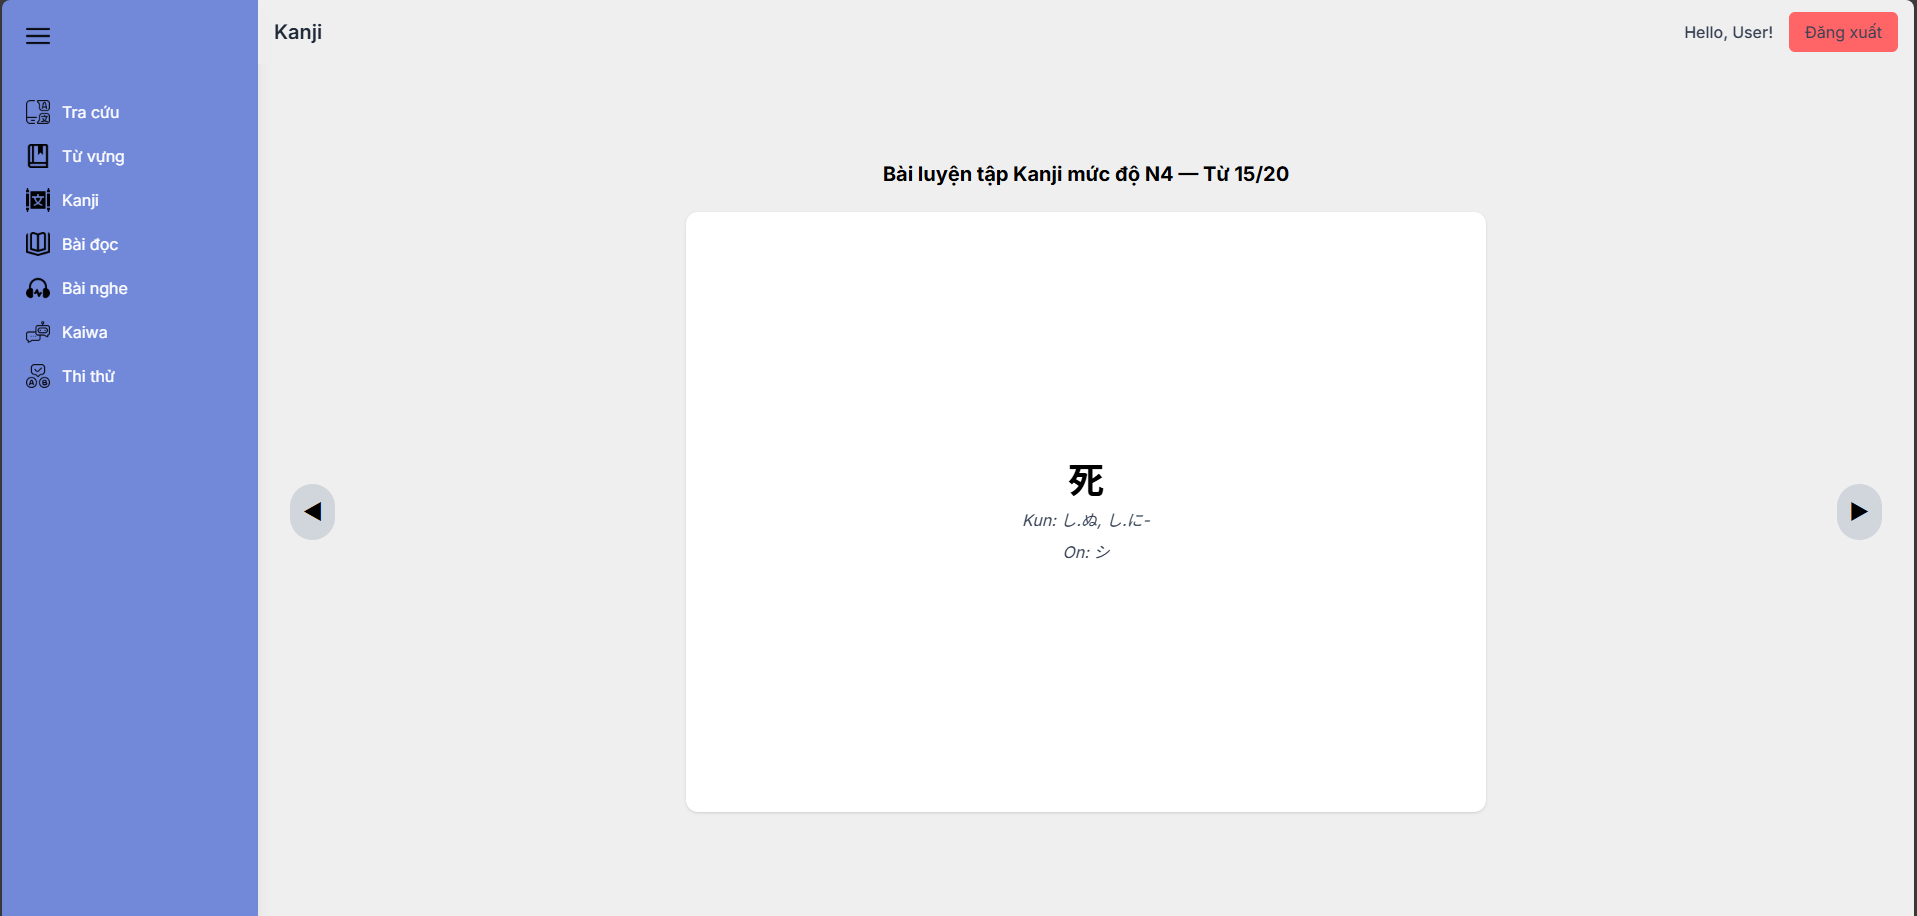 Kanji
Hello, User!
Đăng xuất
Tra cứu
Từ vựng
Kanji
Bài đọc
Bài nghe
Kaiwa
Thi thử
Bài luyện tập Kanji mức độ N4 — Từ 15/20
死
Kun: し.ぬ, し.に-
On: シ